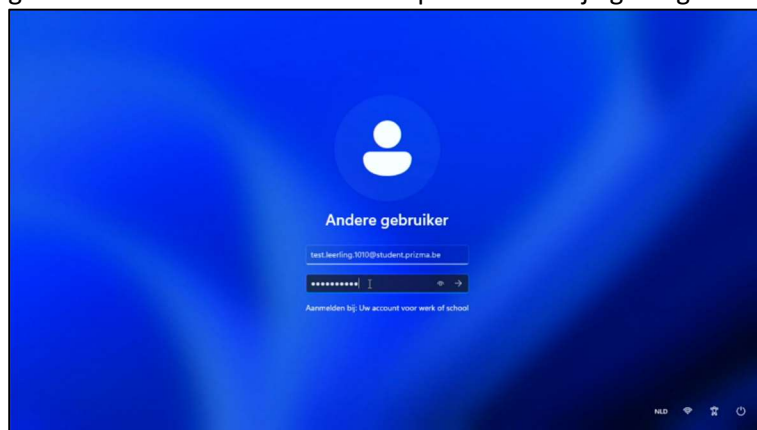 Andere gebruiker
test.leerling.1010@student.prizma.be
Aanmelden bij: Uw account voor werk of school
NLD